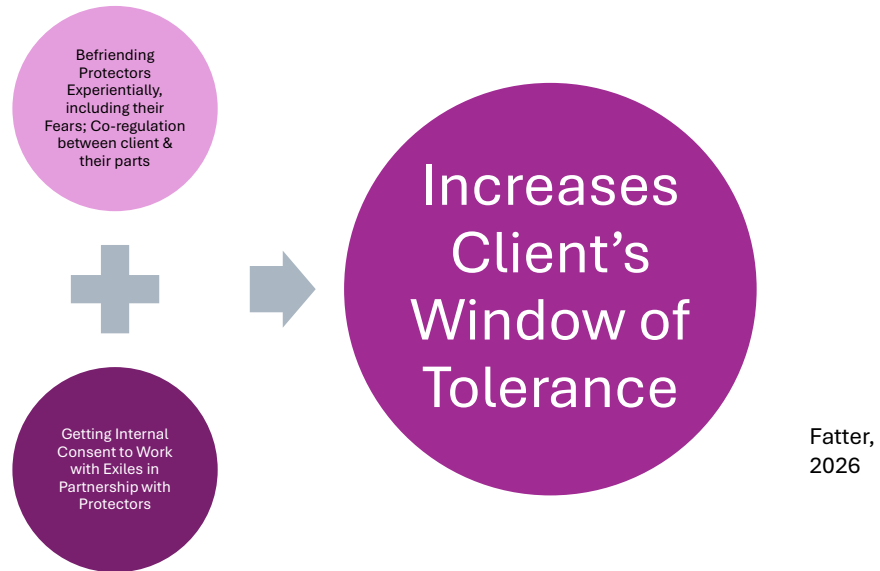 Befriending
Protectors
Experientially,
including their
Fears; Co-regulation
between client &
their parts
Getting Internal
Consent to Work
with Exiles in
Partnership with
Protectors
Increases
Client’s
Window of
Tolerance
Fatter,
2026